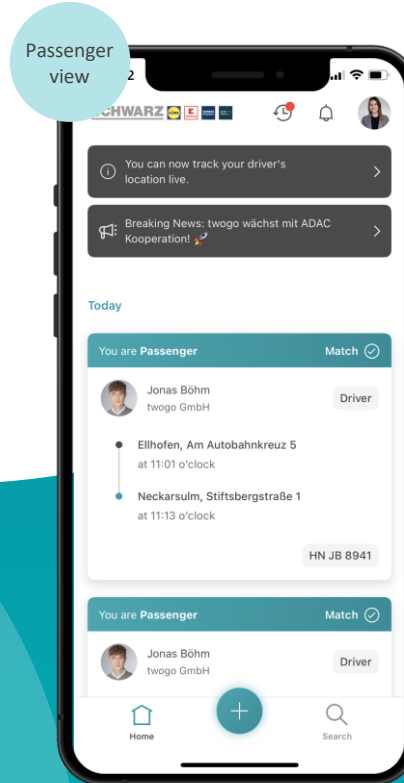 Passenger
view
2
SCHWARZ
You can now track your driver's
location live.
Breaking News: twogo wächst mit ADAC
Kooperation! 🚀
Today
You are Passenger
Match
Jonas Böhm
twogo GmbH
Driver
Ellhofen, Am Autobahnkreuz 5
at 11:01 o'clock
Neckarsulm, Stiftsbergstraße 1
at 11:13 o'clock
HN JB 8941
You are Passenger
Match
Jonas Böhm
twogo GmbH
Driver
Home
Search